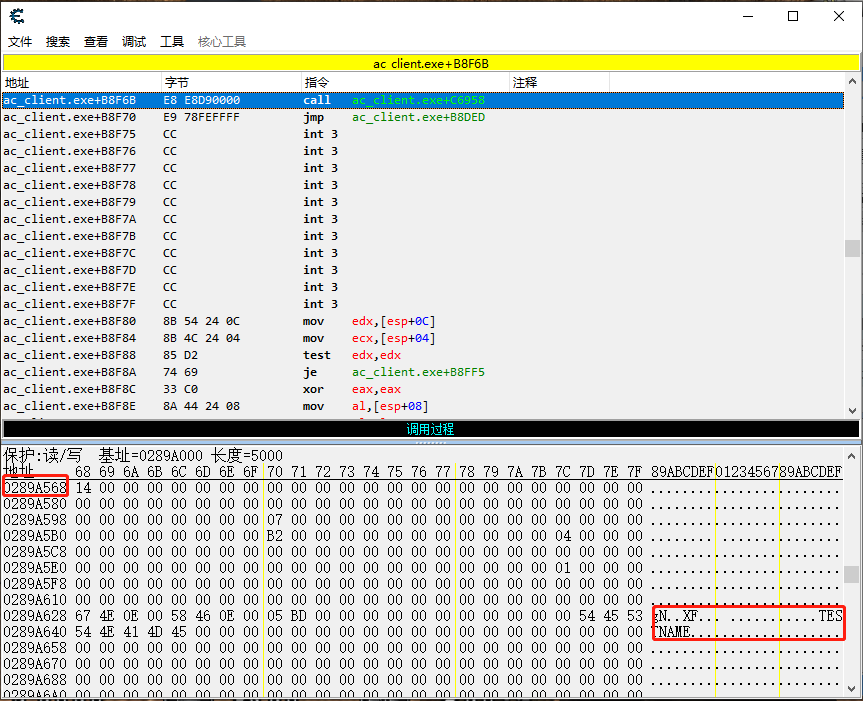 文件 搜索 查看 调试 工具 核心工具
ac_client.exe+B8F6B
地址 字节 指令 注释
ac_client.exe+B8F6B E8 E8D90000 call ac_client.exe+C6958
ac_client.exe+B8F70 E9 78FEFFFF jmp ac_client.exe+B8DED
ac_client.exe+B8F75 CC int 3
ac_client.exe+B8F76 CC int 3
ac_client.exe+B8F77 CC int 3
ac_client.exe+B8F78 CC int 3
ac_client.exe+B8F79 CC int 3
ac_client.exe+B8F7A CC int 3
ac_client.exe+B8F7B CC int 3
ac_client.exe+B8F7C CC int 3
ac_client.exe+B8F7D CC int 3
ac_client.exe+B8F7E CC int 3
ac_client.exe+B8F7F CC int 3
ac_client.exe+B8F80 8B 54 24 0C mov edx,[esp+0C]
ac_client.exe+B8F84 8B 4C 24 04 mov ecx,[esp+04]
ac_client.exe+B8F88 85 D2 test edx,edx
ac_client.exe+B8F8A 74 69 je ac_client.exe+B8FF5
ac_client.exe+B8F8C 33 C0 xor eax,eax
ac_client.exe+B8F8E 8A 44 24 08 mov al,[esp+08]
调用过程
保护:读/写 基址=0289A000 长度=5000
地址 68 69 6A 6B 6C 6D 6E 6F 70 71 72 73 74 75 76 77 78 79 7A 7B 7C 7D 7E 7F 89ABCDEF0123456789ABCDEF
0289A568 14 00 00 00 00 00 00 00 00 00 00 00 00 00 00 00 00 00 00 00 00 00 00 00 ........................
0289A580 00 00 00 00 00 00 00 00 00 00 00 00 00 00 00 00 00 00 00 00 00 00 00 00 ........................
0289A598 00 00 00 00 00 00 00 00 07 00 00 00 00 00 00 00 00 00 00 00 00 00 00 00 ........................
0289A5B0 00 00 00 00 00 00 00 00 B2 00 00 00 00 00 00 00 00 00 00 00 04 00 00 00 ........................
0289A5C8 00 00 00 00 00 00 00 00 00 00 00 00 00 00 00 00 00 00 00 00 00 00 00 00 ........................
0289A5E0 00 00 00 00 00 00 00 00 00 00 00 00 00 00 00 00 00 00 00 00 01 00 00 00 ........................
0289A5F8 00 00 00 00 00 00 00 00 00 00 00 00 00 00 00 00 00 00 00 00 00 00 00 00 ........................
0289A610 00 00 00 00 00 00 00 00 00 00 00 00 00 00 00 00 00 00 00 00 00 00 00 00 ........................
0289A628 67 4E 0E 00 58 46 0E 00 05 BD 00 00 00 00 00 00 00 00 00 00 00 54 45 53 gN..XF...............TES
0289A640 54 4E 41 4D 45 00 00 00 00 00 00 00 00 00 00 00 00 00 00 00 00 00 00 00 TNAME...................
0289A658 00 00 00 00 00 00 00 00 00 00 00 00 00 00 00 00 00 00 00 00 00 00 00 00 ........................
0289A670 00 00 00 00 00 00 00 00 00 00 00 00 00 00 00 00 00 00 00 00 00 00 00 00 ........................
0289A688 00 00 00 00 00 00 00 00 00 00 00 00 00 00 00 00 00 00 00 00 00 00 00 00 ........................
0289A6A0 00 00 00 00 00 00 00 00 00 00 00 00 00 00 00 00 00 00 00 00 00 00 00 00 ........................